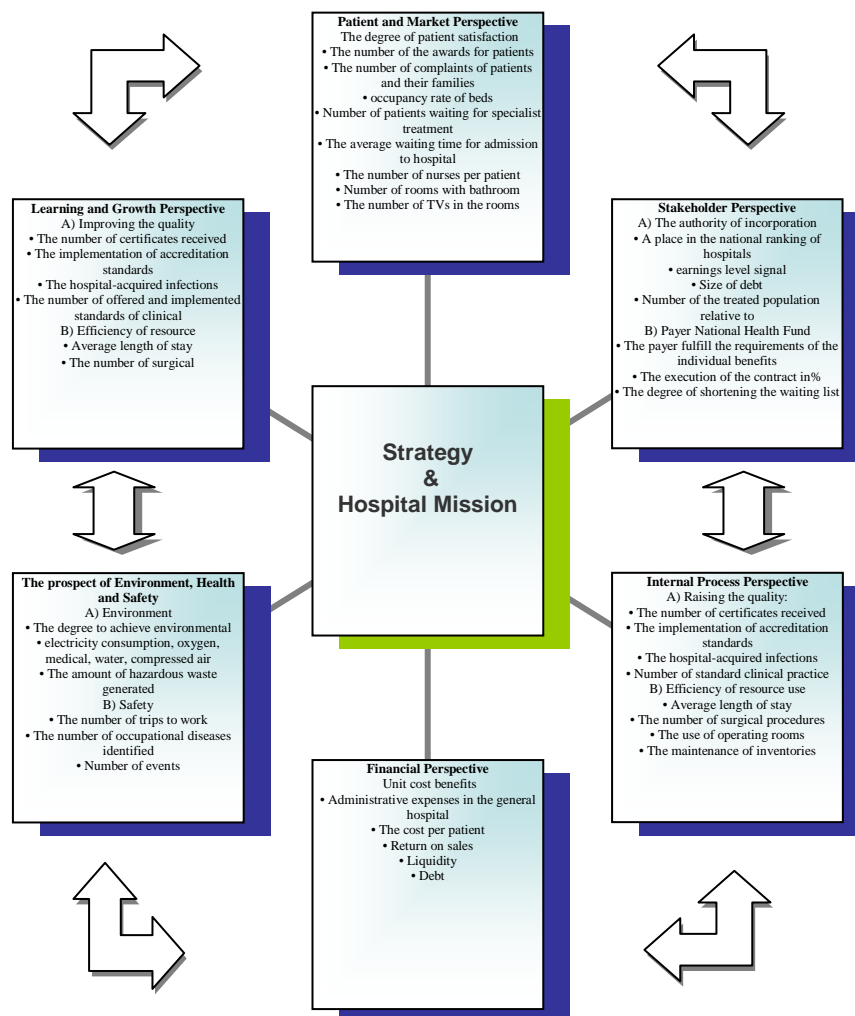 Patient and Market Perspective
The degree of patient satisfaction
• The number of the awards for patients
• The number of complaints of patients
and their families
• occupancy rate of beds
• Number of patients waiting for specialist
treatment
• The average waiting time for admission
to hospital
• The number of nurses per patient
• Number of rooms with bathroom
• The number of TVs in the rooms
Learning and Growth Perspective
A) Improving the quality
• The number of certificates received
• The implementation of accreditation
standards
• The hospital-acquired infections
• The number of offered and implemented
standards of clinical
B) Efficiency of resource
• Average length of stay
• The number of surgical
Stakeholder Perspective
A) The authority of incorporation
• A place in the national ranking of
hospitals
• earnings level signal
• Size of debt
• Number of the treated population
relative to
B) Payer National Health Fund
• The payer fulfill the requirements of the
individual benefits
• The execution of the contract in%
• The degree of shortening the waiting list
Strategy
&
Hospital Mission
The prospect of Environment, Health
and Safety
A) Environment
• The degree to achieve environmental
• electricity consumption, oxygen,
medical, water, compressed air
• The amount of hazardous waste
generated
B) Safety
• The number of trips to work
• The number of occupational diseases
identified
• Number of events
Internal Process Perspective
A) Raising the quality:
• The number of certificates received
• The implementation of accreditation
standards
• The hospital-acquired infections
• Number of standard clinical practice
B) Efficiency of resource use
• Average length of stay
• The number of surgical procedures
• The use of operating rooms
• The maintenance of inventories
Financial Perspective
Unit cost benefits
• Administrative expenses in the general
hospital
• The cost per patient
• Return on sales
• Liquidity
• Debt